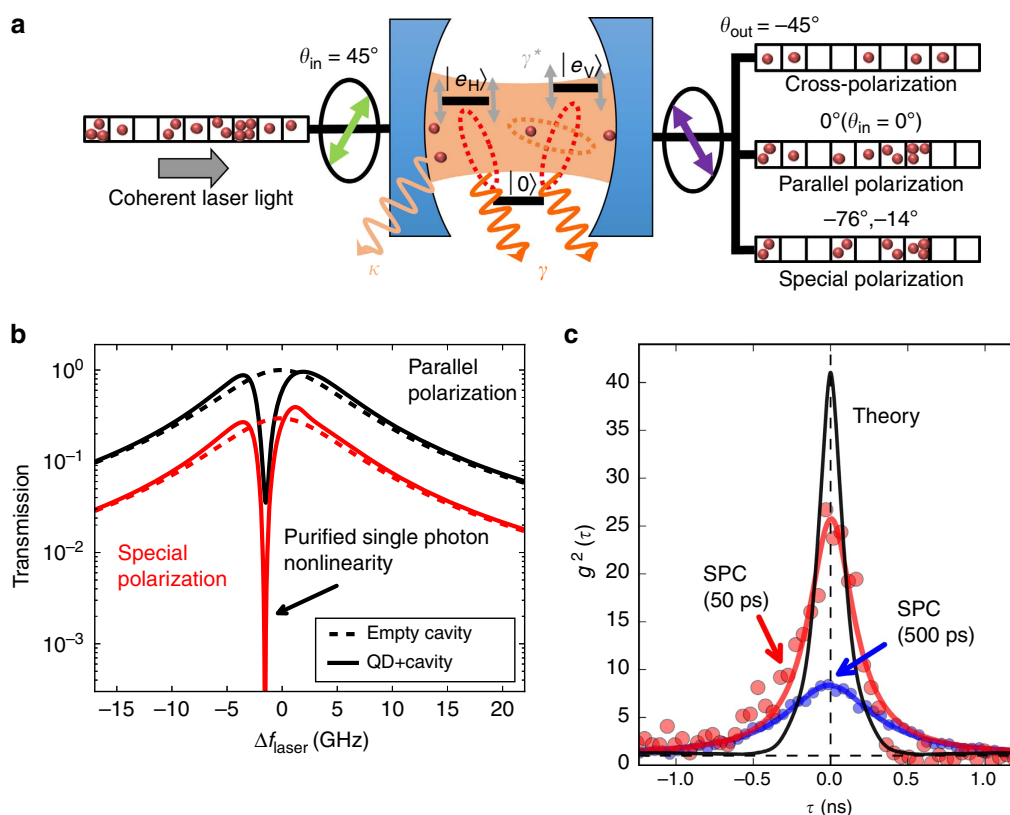 a
θin = 45°
Coherent laser light
|eH⟩
γ*
|eV⟩
|0⟩
κ
γ
θout = −45°
Cross-polarization
0°(θin = 0°)
Parallel polarization
−76°,−14°
Special polarization
b
Transmission
10⁰
10⁻¹
10⁻²
10⁻³
Parallel
polarization
Special
polarization
Purified single photon
nonlinearity
Empty cavity
QD+cavity
−15 −10 −5 0 5 10 15 20
Δflaser (GHz)
c
g²(τ)
40
35
30
25
20
15
10
5
0
Theory
SPC
(50 ps)
SPC
(500 ps)
−1.0 −0.5 0.0 0.5 1.0
τ (ns)